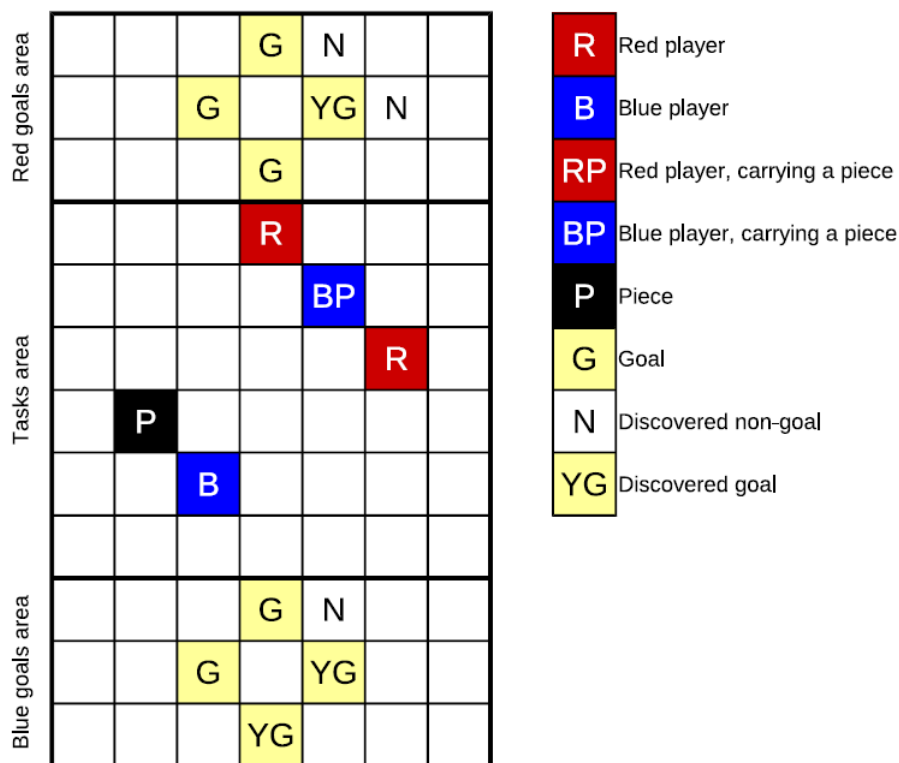 Red goals area
G N
G YG N
G
Tasks area
R
BP
R
P
B
Blue goals area
G N
G YG
YG
R Red player
B Blue player
RP Red player, carrying a piece
BP Blue player, carrying a piece
P Piece
G Goal
N Discovered non-goal
YG Discovered goal